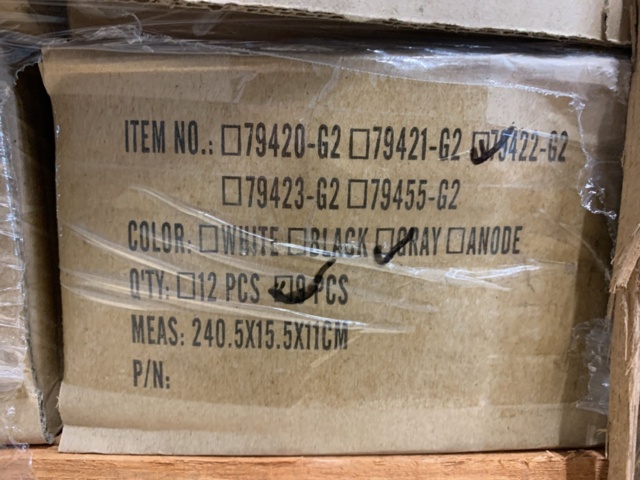 ITEM NO.: ☐79420-G2 ☐79421-G2 ☑79422-G2
☐79423-G2 ☐79455-G2
COLOR: ☐WHITE ☐BLACK ☑GRAY ☐ANODE
Q'TY: ☐12 PCS ☑9 PCS
MEAS: 240.5X15.5X11CM
P/N: